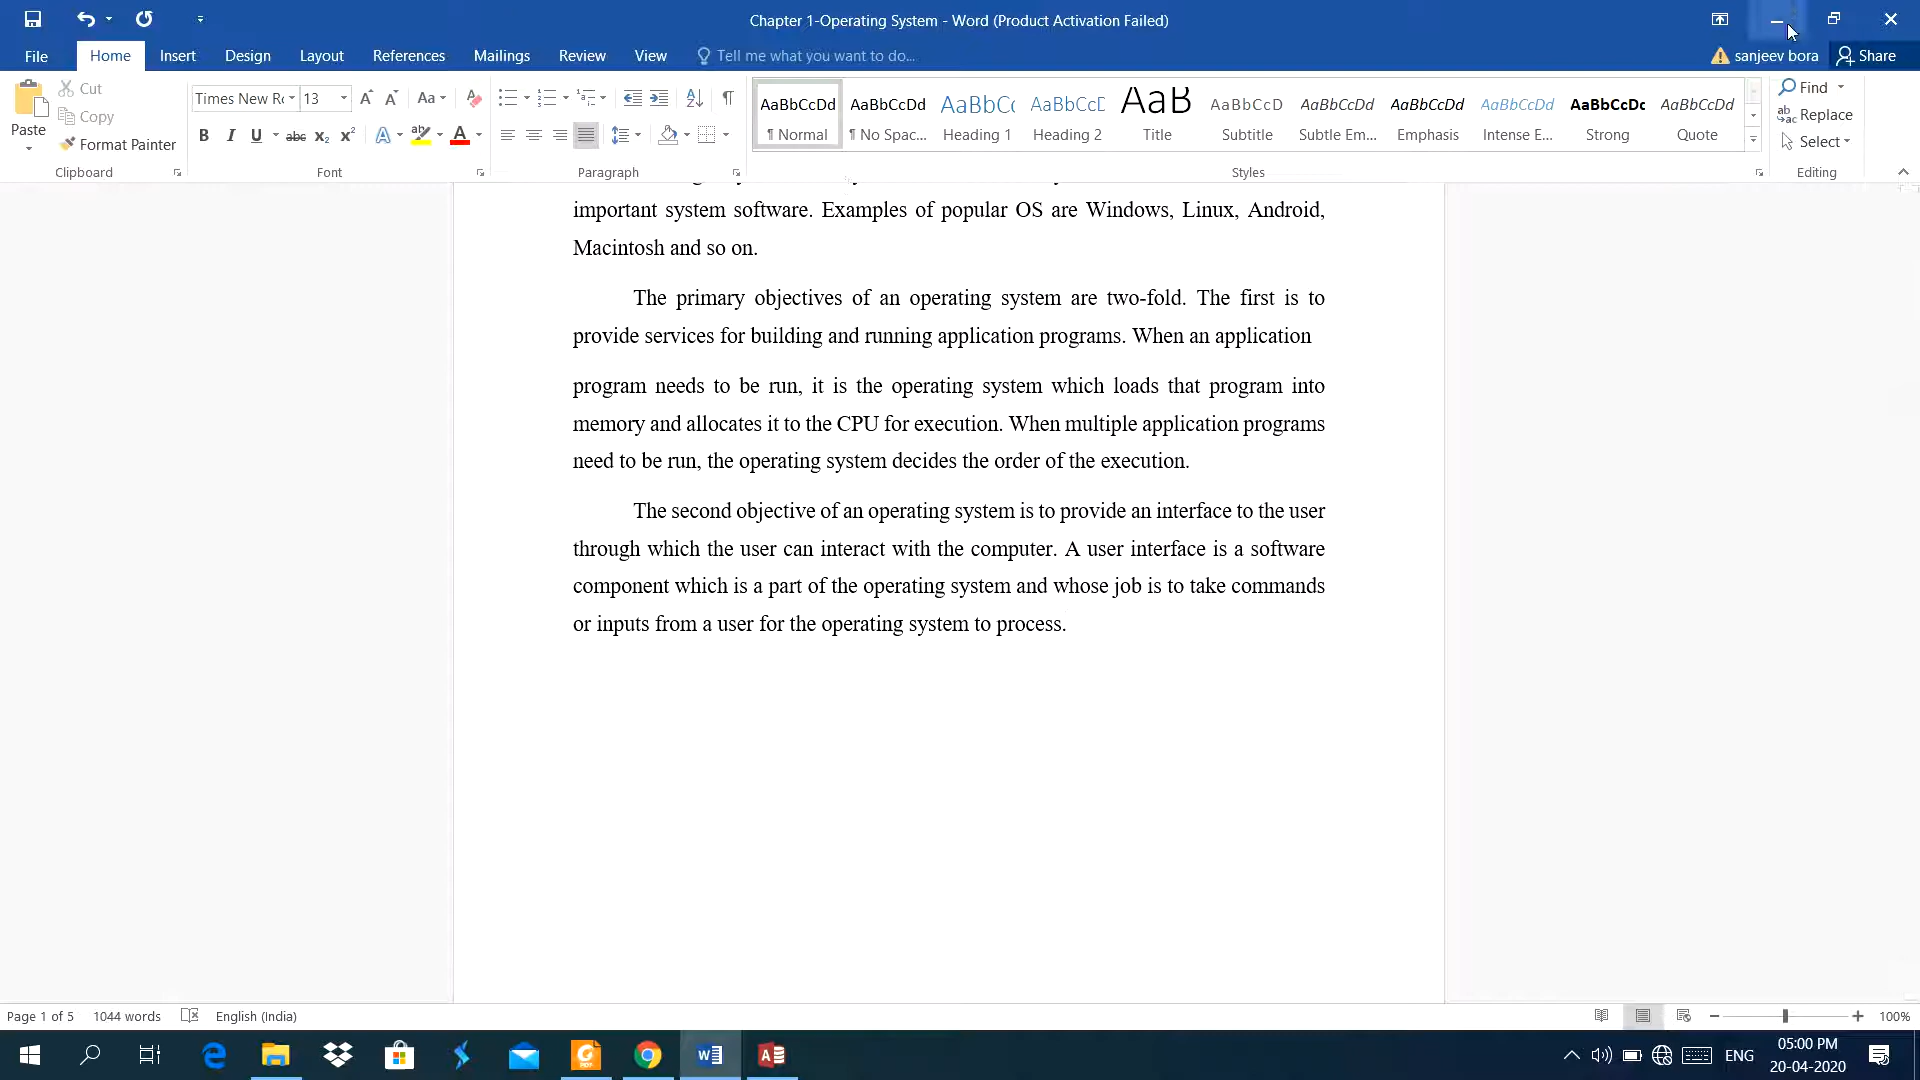 Chapter 1-Operating System - Word (Product Activation Failed)
File Home Insert Design Layout References Mailings Review View Tell me what you want to do... sanjeev bora Share
Paste Cut Copy Format Painter
Clipboard
Times New Rc 13
Aa
B I U abc X₂ X² A ab A
Font
Paragraph
AaBbCcDd AaBbCcDd AaBbCc AaBbCcD AaB AaBbCcD AaBbCcDd AaBbCcDd AaBbCcDd AaBbCcDc AaBbCcDd
¶ Normal ¶ No Spac... Heading 1 Heading 2 Title Subtitle Subtle Em... Emphasis Intense E... Strong Quote
Styles
Find
Replace
Select
Editing
important system software. Examples of popular OS are Windows, Linux, Android,
Macintosh and so on.
The primary objectives of an operating system are two-fold. The first is to
provide services for building and running application programs. When an application
program needs to be run, it is the operating system which loads that program into
memory and allocates it to the CPU for execution. When multiple application programs
need to be run, the operating system decides the order of the execution.
The second objective of an operating system is to provide an interface to the user
through which the user can interact with the computer. A user interface is a software
component which is a part of the operating system and whose job is to take commands
or inputs from a user for the operating system to process.
Page 1 of 5 1044 words English (India) 100%
ENG
05:00 PM
20-04-2020